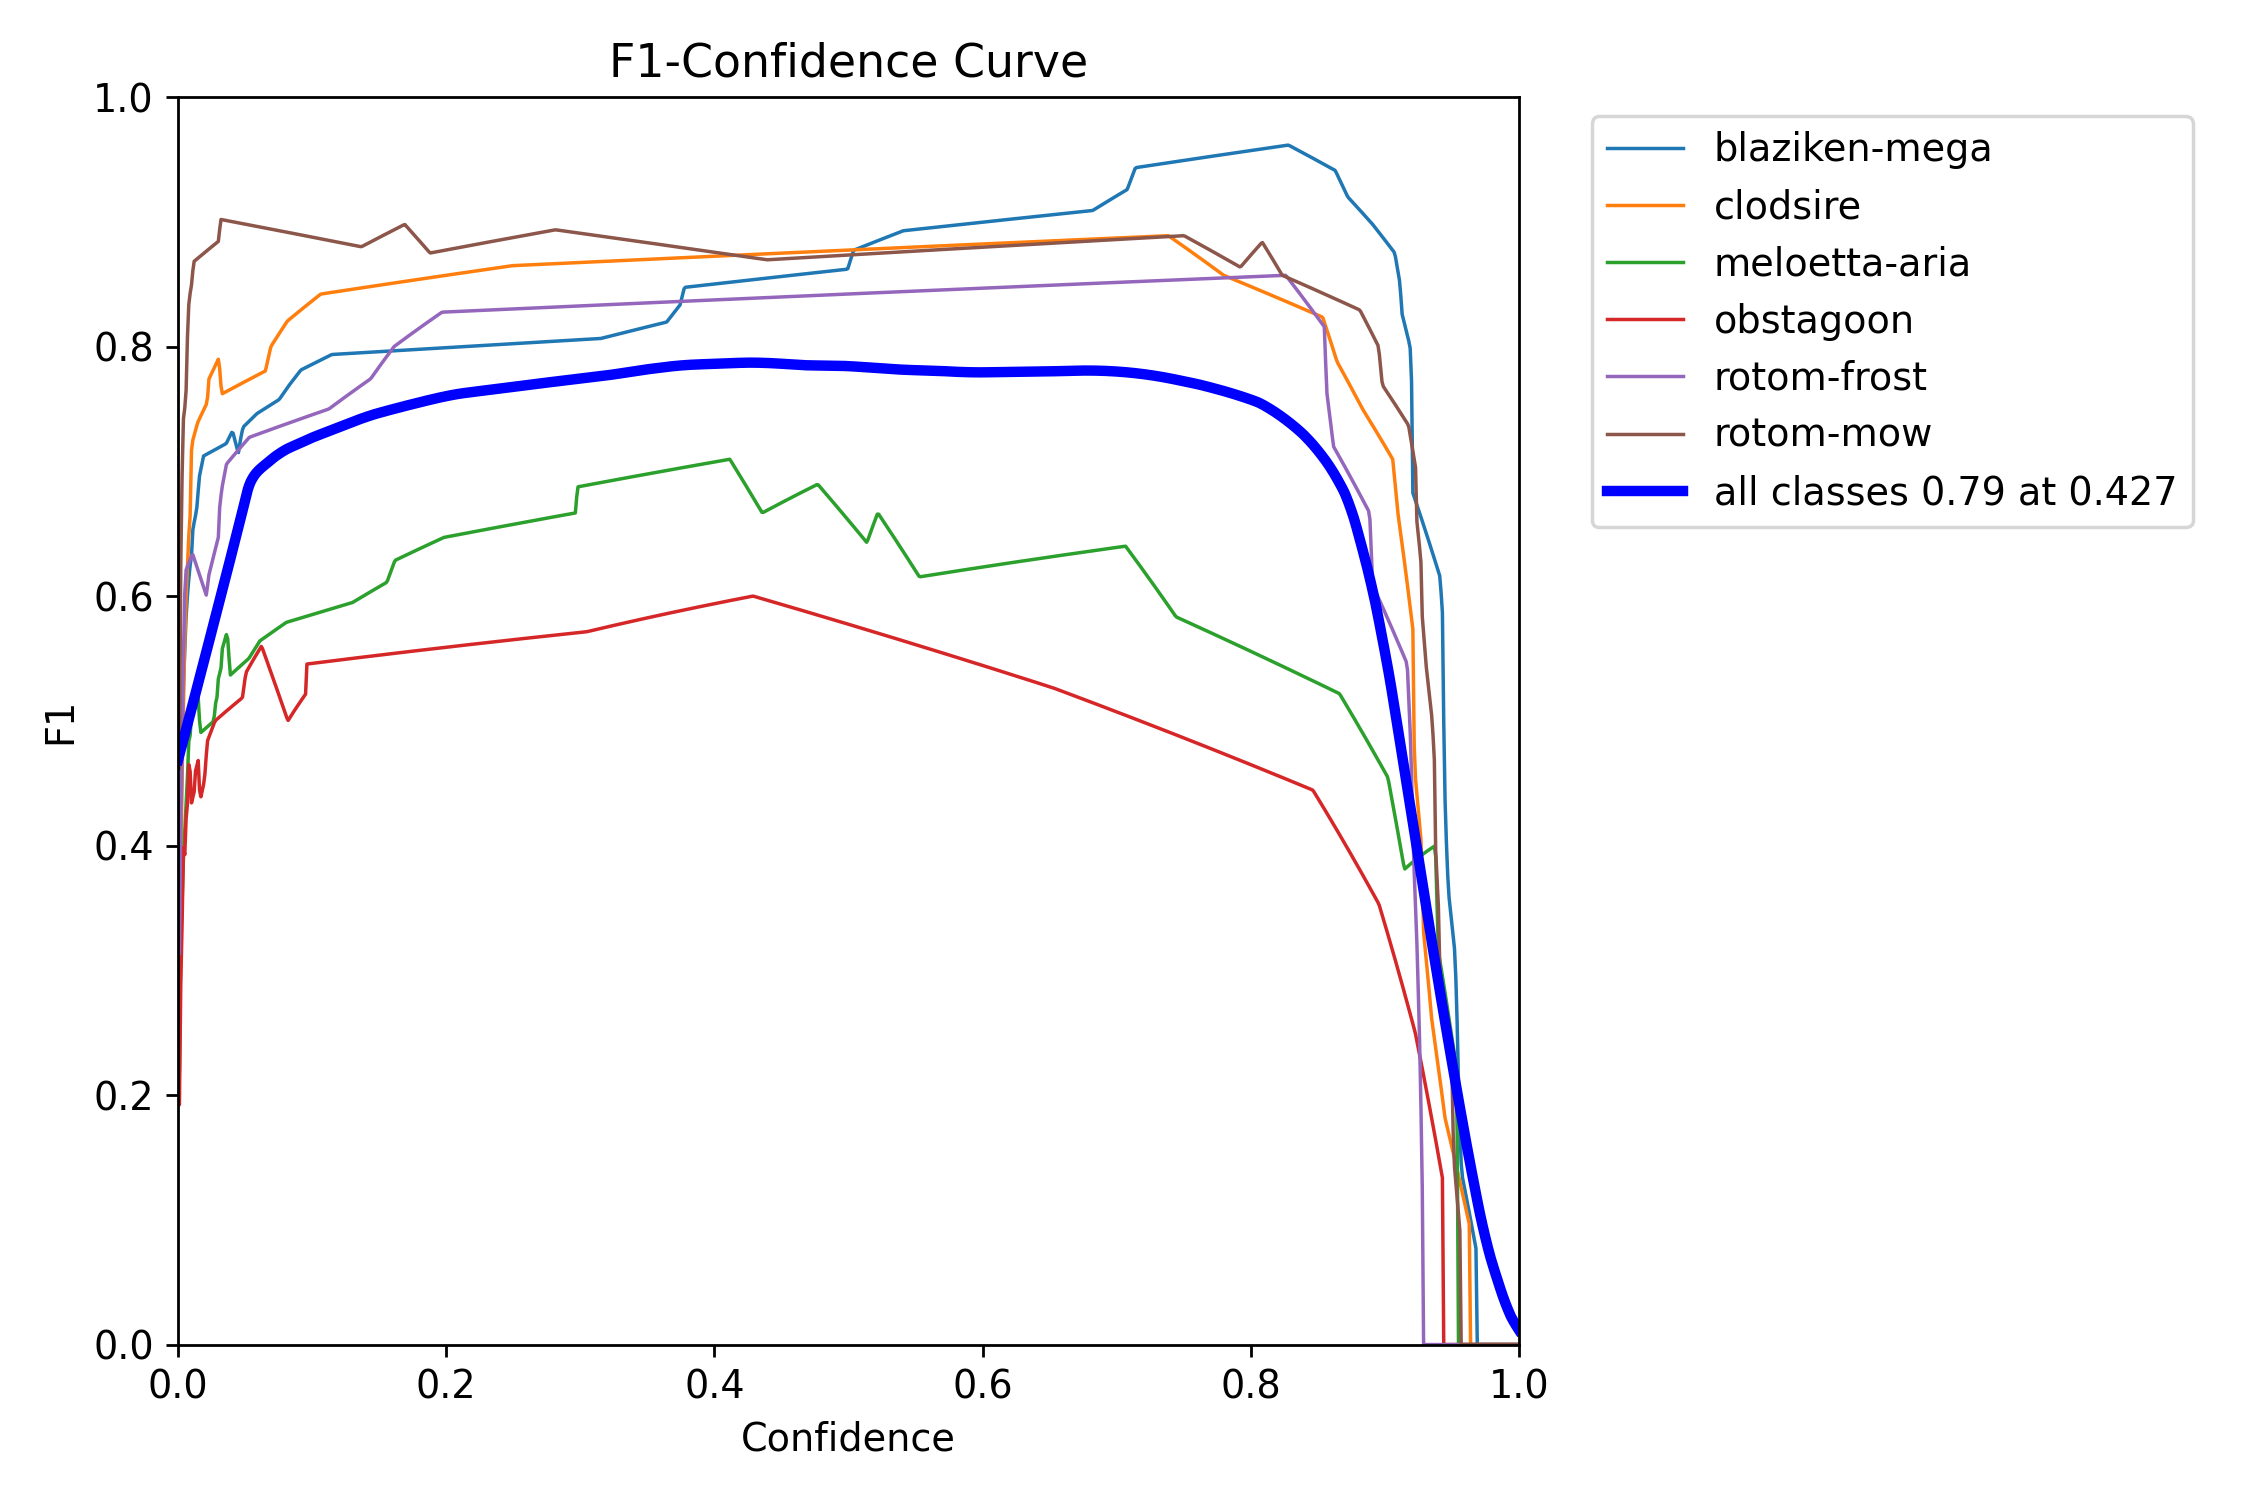 F1-Confidence Curve
1.0
0.8
0.6
0.4
0.2
0.0
F1
0.0 0.2 0.4 0.6 0.8 1.0
Confidence
blaziken-mega
clodsire
meloetta-aria
obstagoon
rotom-frost
rotom-mow
all classes 0.79 at 0.427